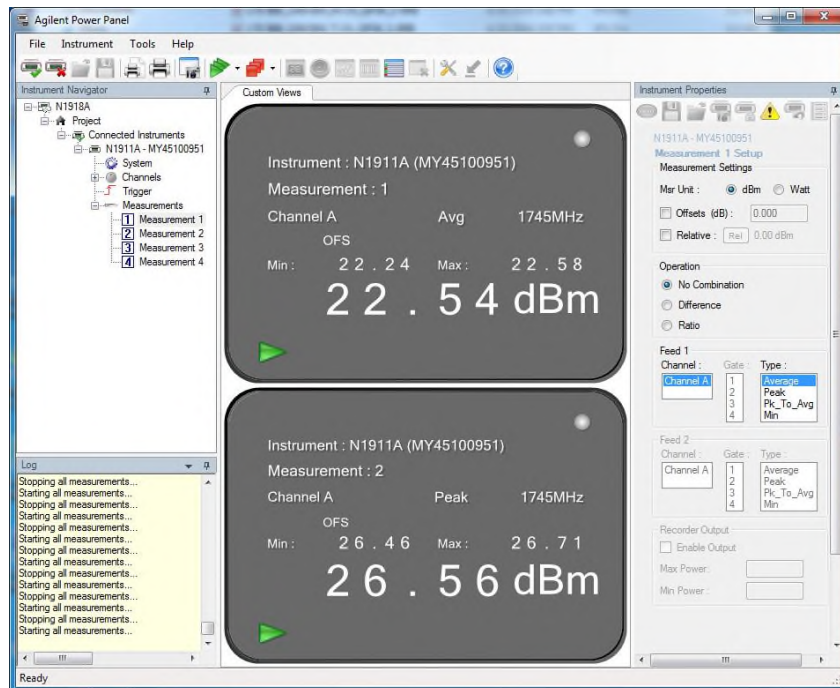 Agilent Power Panel
File Instrument Tools Help
Instrument Navigator
N1918A
Project
Connected Instruments
N1911A - MY45100951
System
Channels
Trigger
Measurements
1 Measurement 1
2 Measurement 2
3 Measurement 3
4 Measurement 4
Log
Stopping all measurements...
Starting all measurements...
Stopping all measurements...
Starting all measurements...
Stopping all measurements...
Starting all measurements...
Stopping all measurements...
Starting all measurements...
Stopping all measurements...
Stopping all measurements...
Starting all measurements...
Starting all measurements...
Stopping all measurements...
Starting all measurements...
Ready
Custom Views
Instrument : N1911A (MY45100951)
Measurement : 1
Channel A Avg 1745MHz
OFS
Min : 22.24 Max : 22.58
22.54 dBm
Instrument : N1911A (MY45100951)
Measurement : 2
Channel A Peak 1745MHz
OFS
Min : 26.46 Max : 26.71
26.56 dBm
Instrument Properties
N1911A - MY45100951
Measurement 1 Setup
Measurement Settings
Msr Unit : dBm Watt
Offsets (dB) : 0.000
Relative : Rel 0.00 dBm
Operation
No Combination
Difference
Ratio
Feed 1
Channel : Gate : Type :
Channel A 1 Average
2 Peak
3 Pk_To_Avg
4 Min
Feed 2
Channel : Gate : Type :
Channel A 1 Average
2 Peak
3 Pk_To_Avg
4 Min
Recorder Output
Enable Output
Max Power:
Min Power :